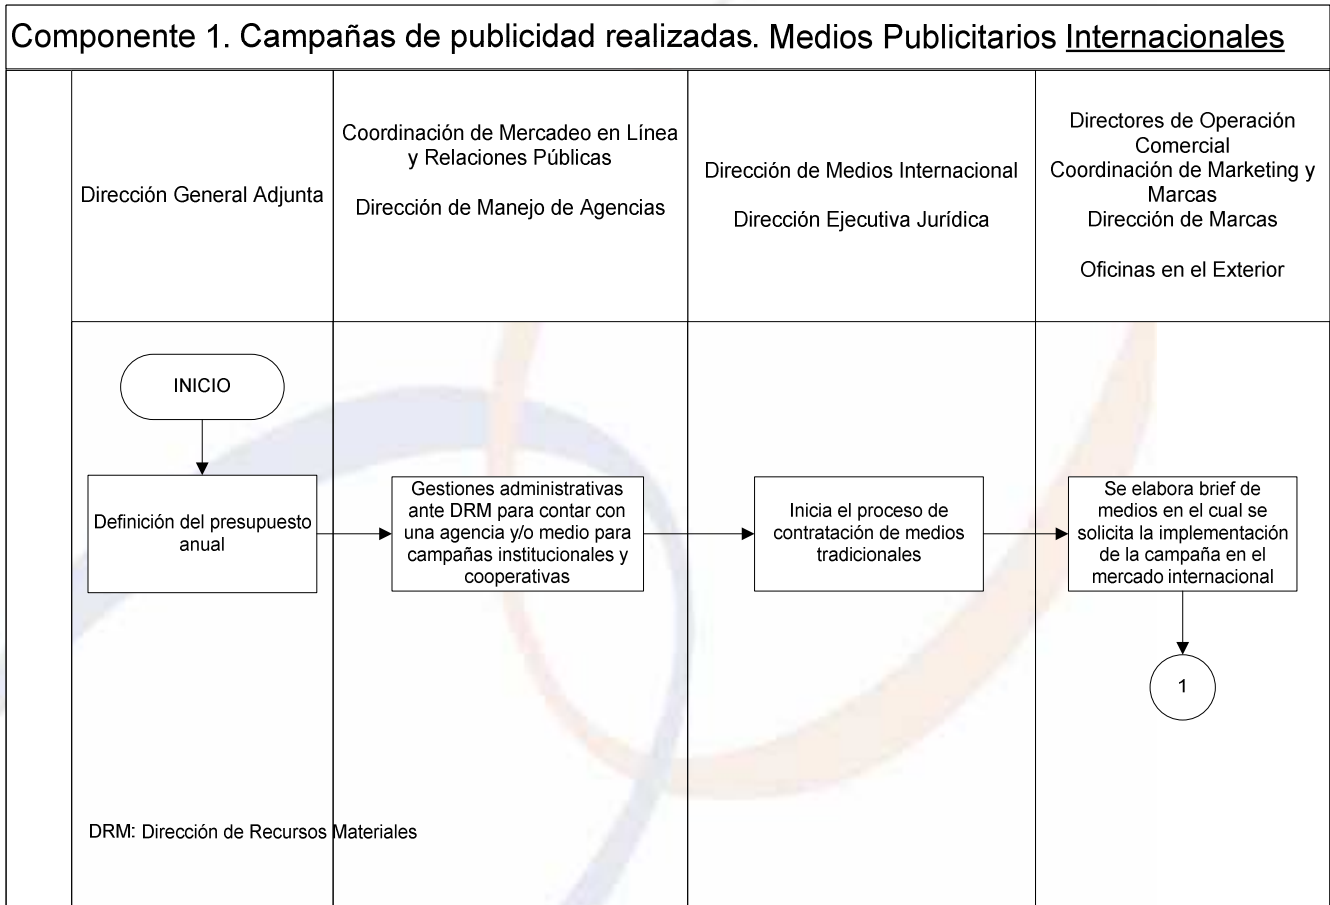 Componente 1. Campañas de publicidad realizadas. Medios Publicitarios Internacionales
Dirección General Adjunta
Coordinación de Mercadeo en Línea
y Relaciones Públicas
Dirección de Manejo de Agencias
Dirección de Medios Internacional
Dirección Ejecutiva Jurídica
Directores de Operación
Comercial
Coordinación de Marketing y
Marcas
Dirección de Marcas
Oficinas en el Exterior
INICIO
Definición del presupuesto
anual
Gestiones administrativas
ante DRM para contar con
una agencia y/o medio para
campañas institucionales y
cooperativas
Inicia el proceso de
contratación de medios
tradicionales
Se elabora brief de
medios en el cual se
solicita la implementación
de la campaña en el
mercado internacional
1
DRM: Dirección de Recursos Materiales